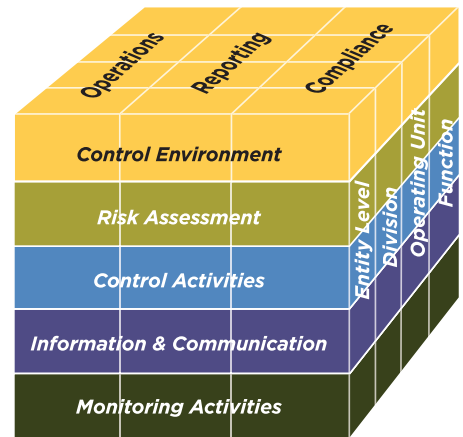 Operations
Reporting
Compliance
Control Environment
Risk Assessment
Control Activities
Information & Communication
Monitoring Activities
Entity Level
Division
Operating Unit
Function